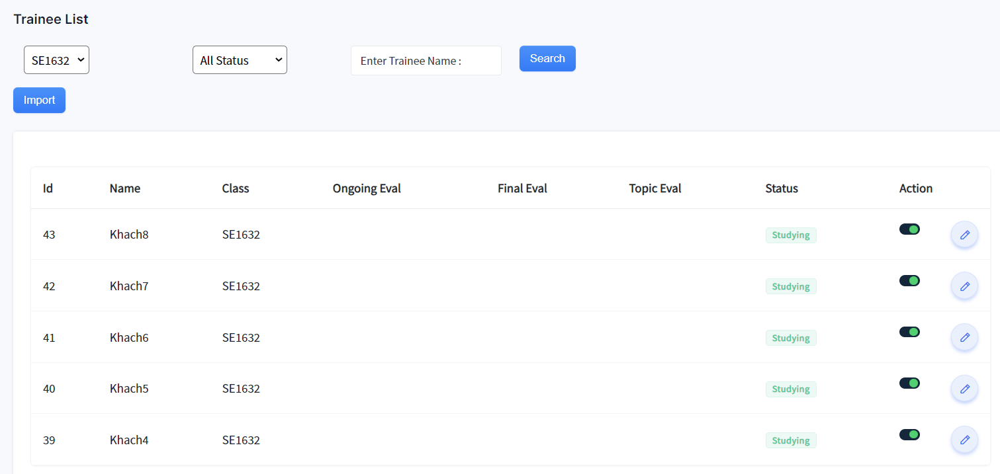 Trainee List
SE1632 All Status Enter Trainee Name : Search
Import
Id Name Class Ongoing Eval Final Eval Topic Eval Status Action
43 Khach8 SE1632 Studying
42 Khach7 SE1632 Studying
41 Khach6 SE1632 Studying
40 Khach5 SE1632 Studying
39 Khach4 SE1632 Studying